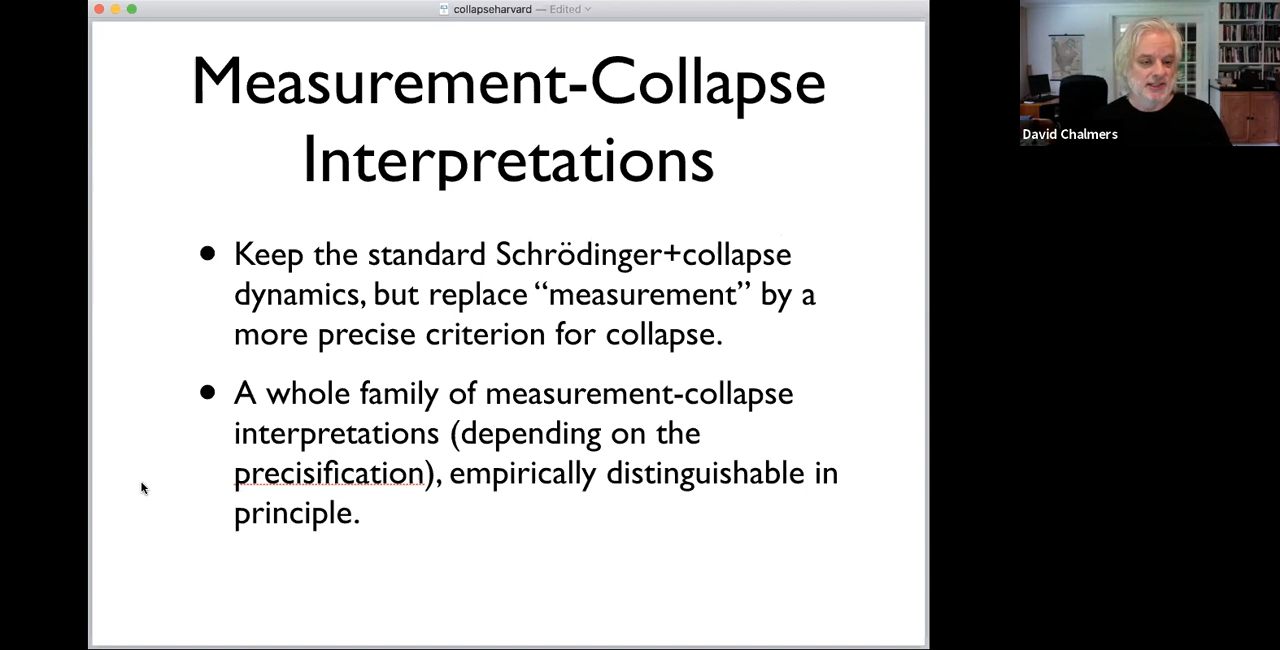 collapseharvard — Edited
Measurement-Collapse
Interpretations
• Keep the standard Schrödinger+collapse
dynamics, but replace “measurement” by a
more precise criterion for collapse.
• A whole family of measurement-collapse
interpretations (depending on the
precisification), empirically distinguishable in
principle.
David Chalmers